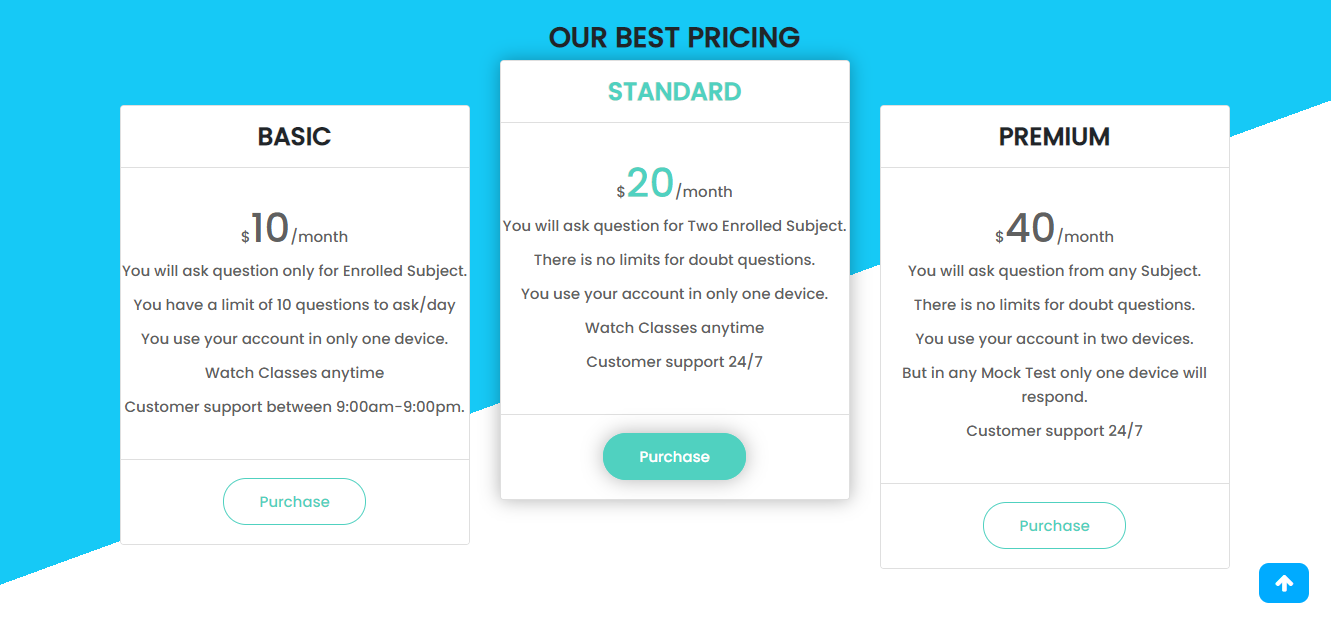 OUR BEST PRICING
BASIC
$10/month
You will ask question only for Enrolled Subject.
You have a limit of 10 questions to ask/day
You use your account in only one device.
Watch Classes anytime
Customer support between 9:00am-9:00pm.
Purchase
STANDARD
$20/month
You will ask question for Two Enrolled Subject.
There is no limits for doubt questions.
You use your account in only one device.
Watch Classes anytime
Customer support 24/7
Purchase
PREMIUM
$40/month
You will ask question from any Subject.
There is no limits for doubt questions.
You use your account in two devices.
But in any Mock Test only one device will
respond.
Customer support 24/7
Purchase